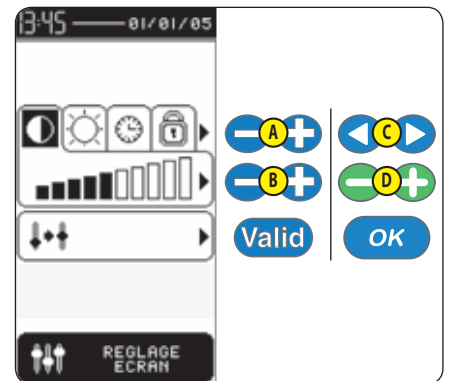 13:45 01/01/05
A C
B D
Valid OK
REGLAGE
ECRAN